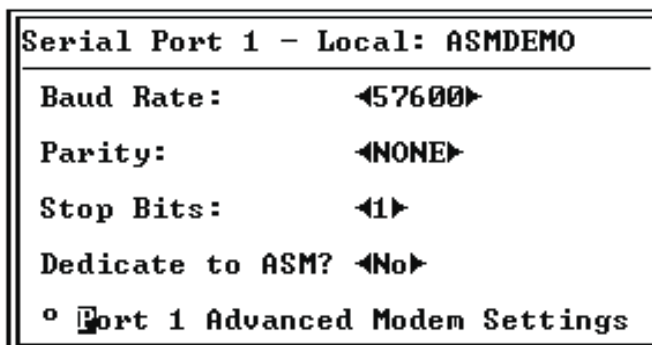 Serial Port 1 - Local: ASMDEMO
Baud Rate: ◄57600►
Parity: ◄NONE►
Stop Bits: ◄1►
Dedicate to ASM? ◄No►
º Port 1 Advanced Modem Settings